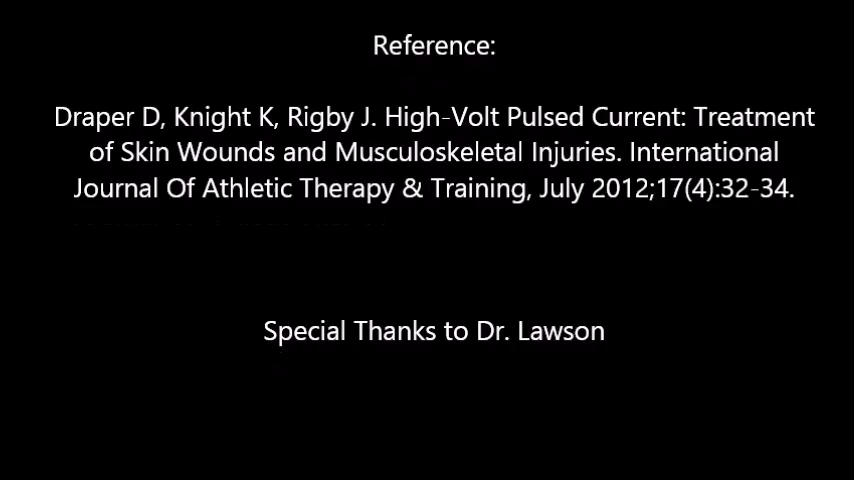 Reference:
Draper D, Knight K, Rigby J. High-Volt Pulsed Current: Treatment
of Skin Wounds and Musculoskeletal Injuries. International
Journal Of Athletic Therapy & Training, July 2012;17(4):32-34.
Special Thanks to Dr. Lawson